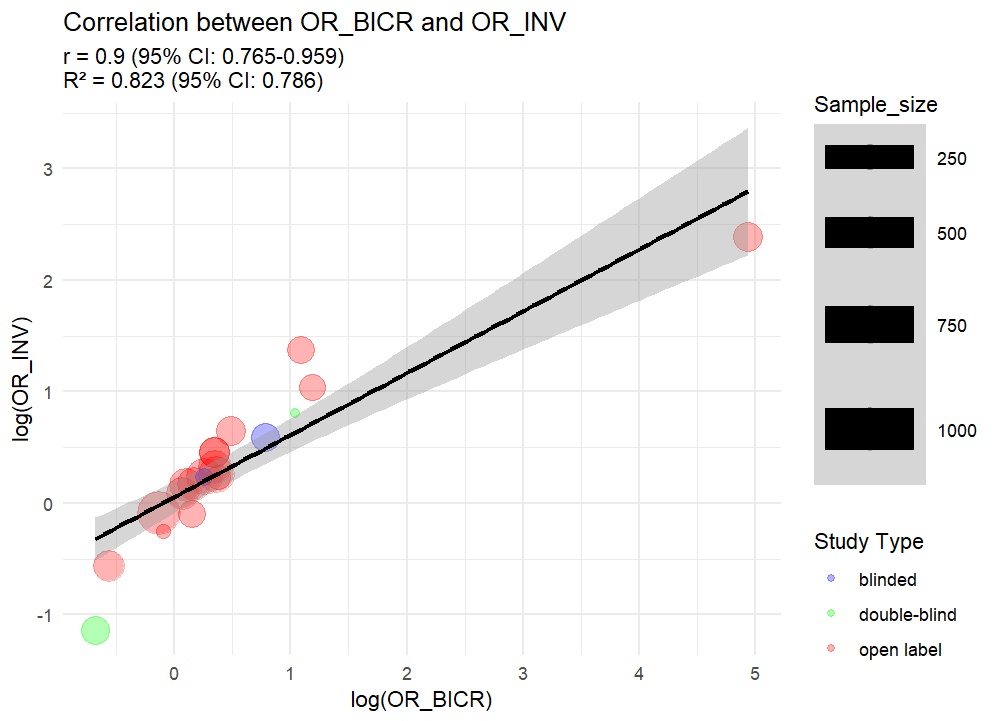 Correlation between OR_BICR and OR_INV
r = 0.9 (95% CI: 0.765-0.959)
R² = 0.823 (95% CI: 0.786)
3
2
1
0
-1
log(OR_INV)
0 1 2 3 4 5
log(OR_BICR)
Sample_size
250
500
750
1000
Study Type
blinded
double-blind
open label